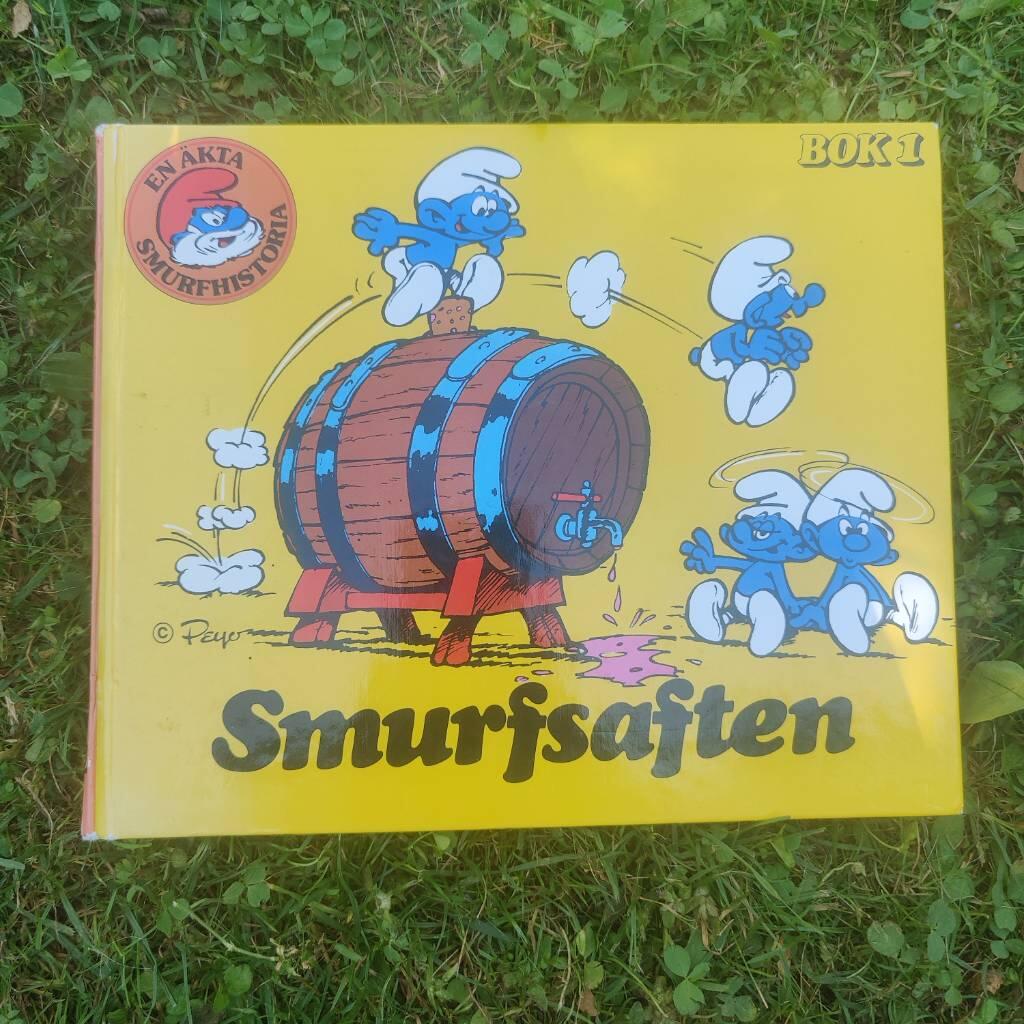 EN ÄKTA
SMURFHISTORIA
BOK 1
© Peyo
Smurfsaften